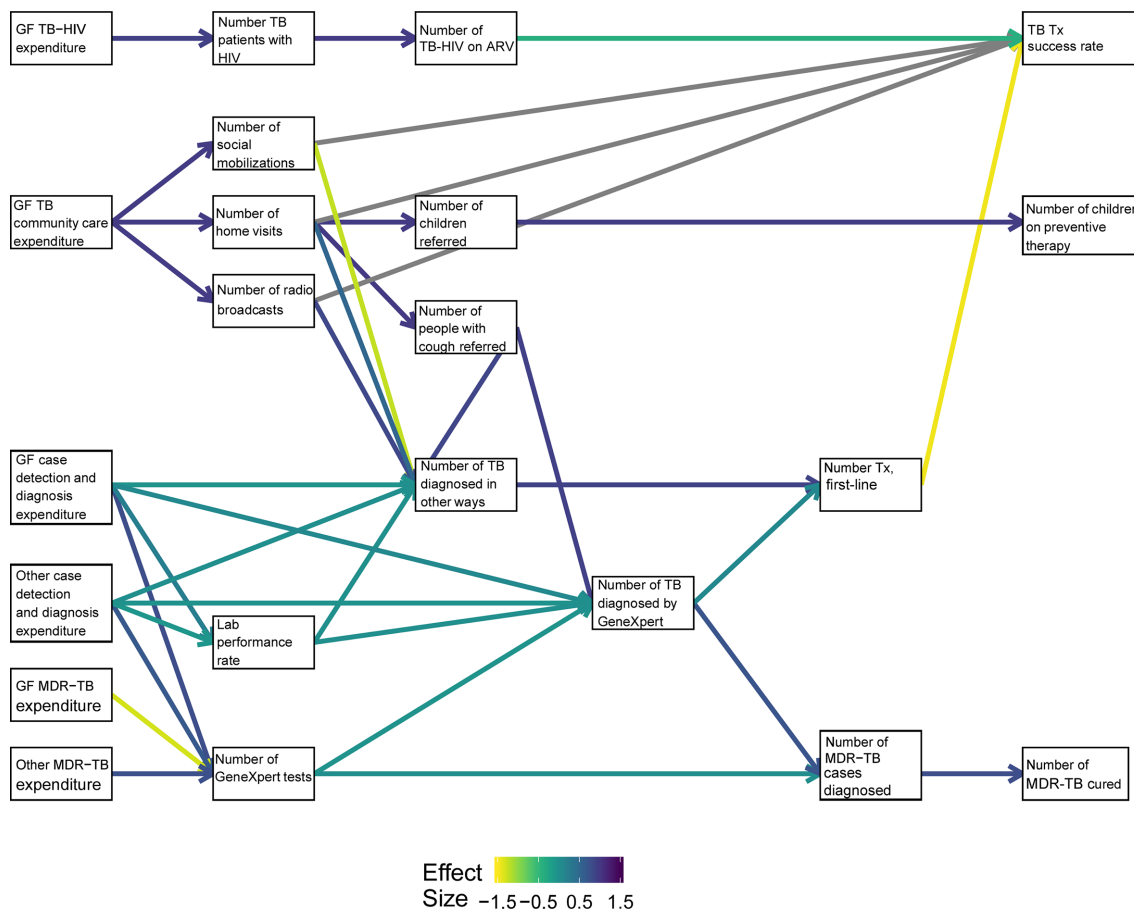 GF TB−HIV
expenditure
Number TB
patients with
HIV
Number of
TB-HIV on ARV
TB Tx
success rate
Number of
social
mobilizations
GF TB
community care
expenditure
Number of
home visits
Number of
children
referred
Number of children
on preventive
therapy
Number of radio
broadcasts
Number of
people with
cough referred
GF case
detection and
diagnosis
expenditure
Number of TB
diagnosed in
other ways
Number Tx,
first−line
Other case
detection
and diagnosis
expenditure
Number of TB
diagnosed by
GeneXpert
Lab
performance
rate
GF MDR−TB
expenditure
Other MDR−TB
expenditure
Number of
GeneXpert tests
Number of
MDR−TB
cases
diagnosed
Number of
MDR-TB cured
Effect
Size
−1.5 −0.5 0.5 1.5